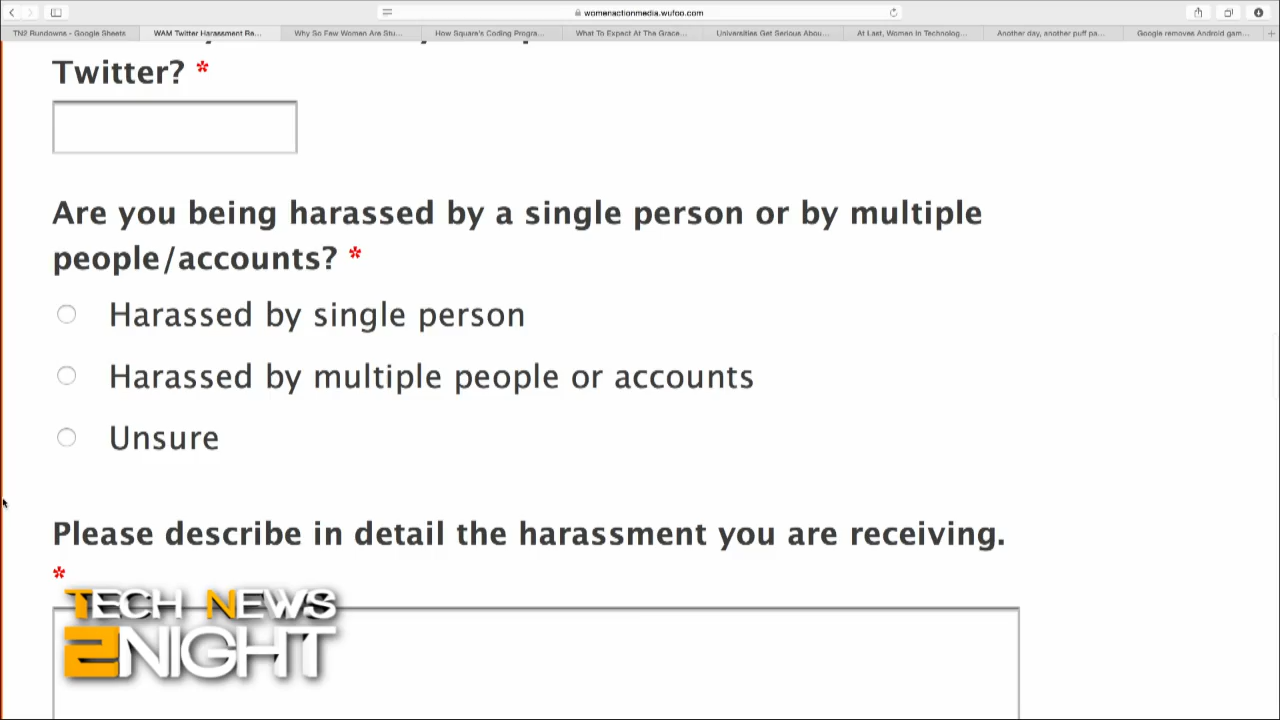 womenactionmedia.wufoo.com
TN2 Rundowns - Google Sheets
WAM Twitter Harassment Re...
Why So Few Women Are Stu...
How Square's Coding Progra...
What To Expect At The Grace...
Universities Get Serious Abou...
At Last, Women In Technolog...
Another day, another puff pa...
Google removes Android gam...
Twitter? *
Are you being harassed by a single person or by multiple
people/accounts? *
Harassed by single person
Harassed by multiple people or accounts
Unsure
Please describe in detail the harassment you are receiving.
*
TECH NEWS
2NIGHT